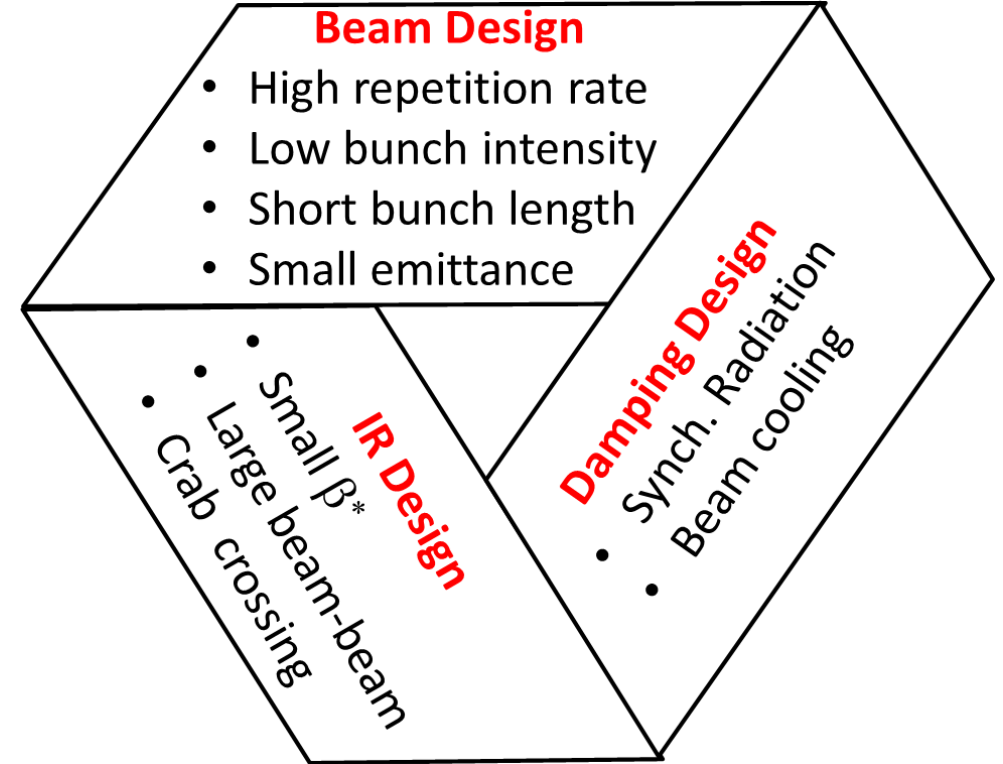 Beam Design
• High repetition rate
• Low bunch intensity
• Short bunch length
• Small emittance
IR Design
• Small β*
• Large beam-beam
• Crab crossing
Damping Design
• Synch. Radiation
• Beam cooling